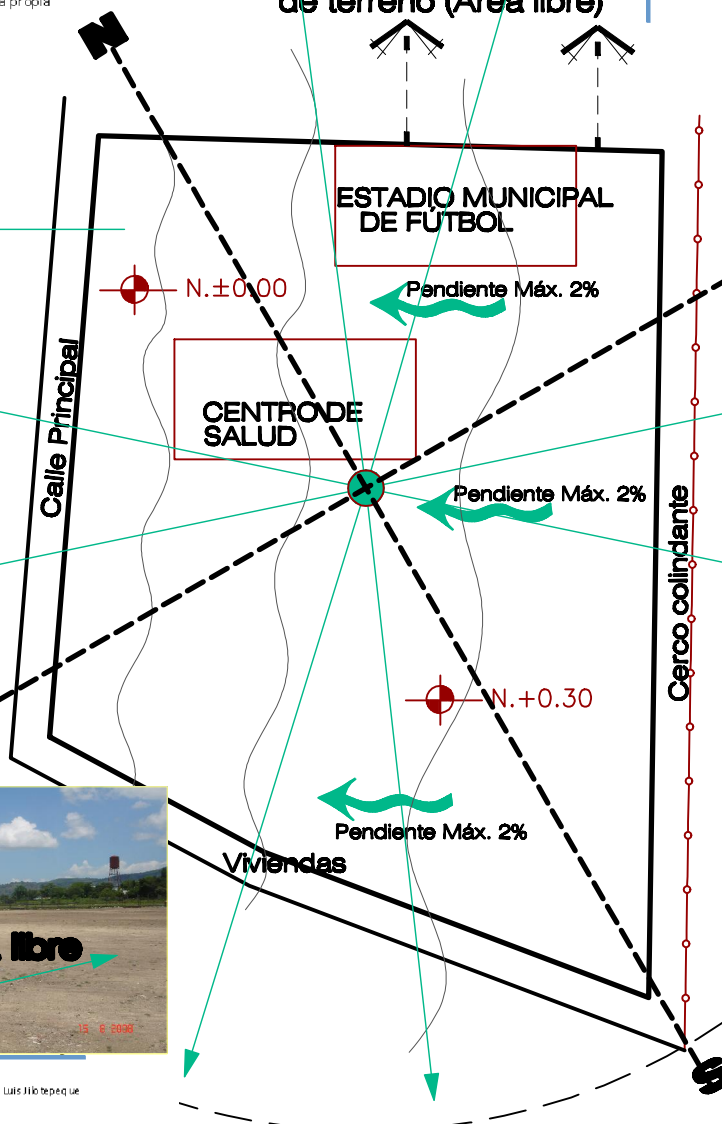 propia
de terreno (Área libre)
N
ESTADIO MUNICIPAL
DE FÚTBOL
N.±0.00
Pendiente Máx. 2%
Calle Principal
CENTRO DE
SALUD
Pendiente Máx. 2%
Cerco colindante
N.+0.30
Pendiente Máx. 2%
Viviendas
libre
15 8 2008
S
Luis Jilotepeque